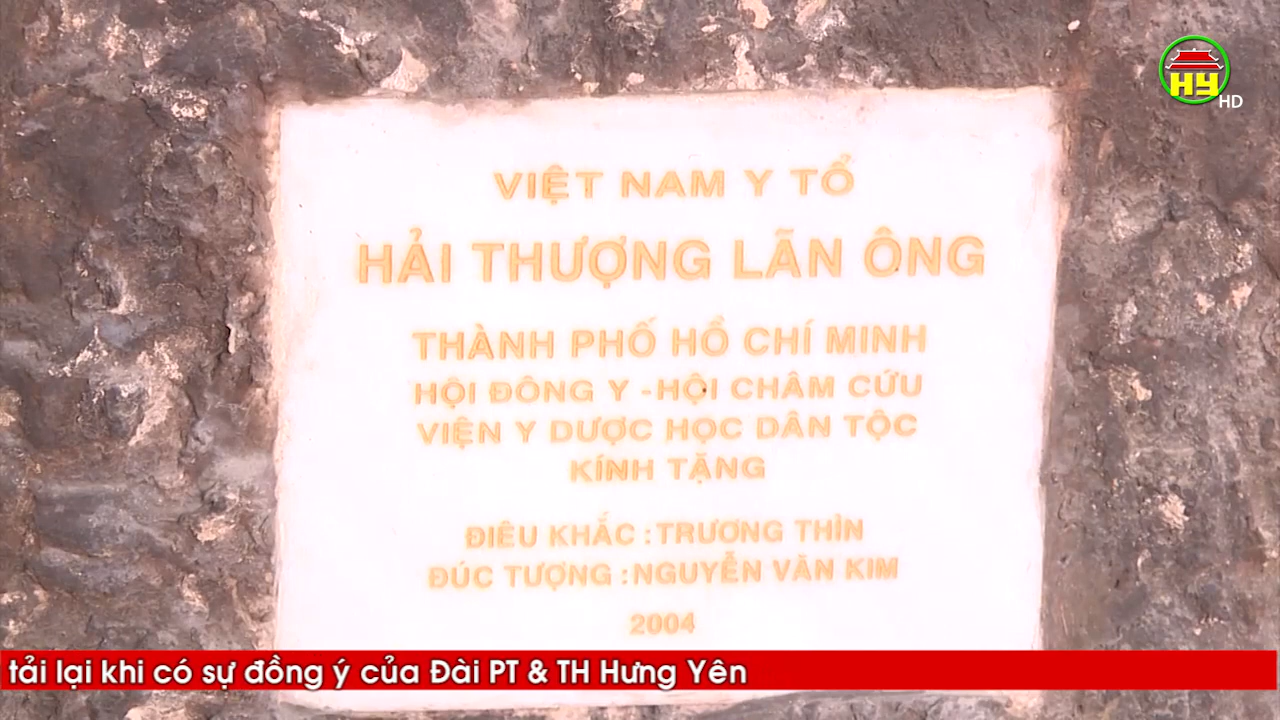 HY
HD
VIỆT NAM Y TỔ
HẢI THƯỢNG LÃN ÔNG
THÀNH PHỐ HỒ CHÍ MINH
HỘI ĐÔNG Y - HỘI CHÂM CỨU
VIỆN Y DƯỢC HỌC DÂN TỘC
KÍNH TẶNG
ĐIÊU KHẮC : TRƯƠNG THÌN
ĐÚC TƯỢNG : NGUYỄN VĂN KIM
2004
tải lại khi có sự đồng ý của Đài PT & TH Hưng Yên